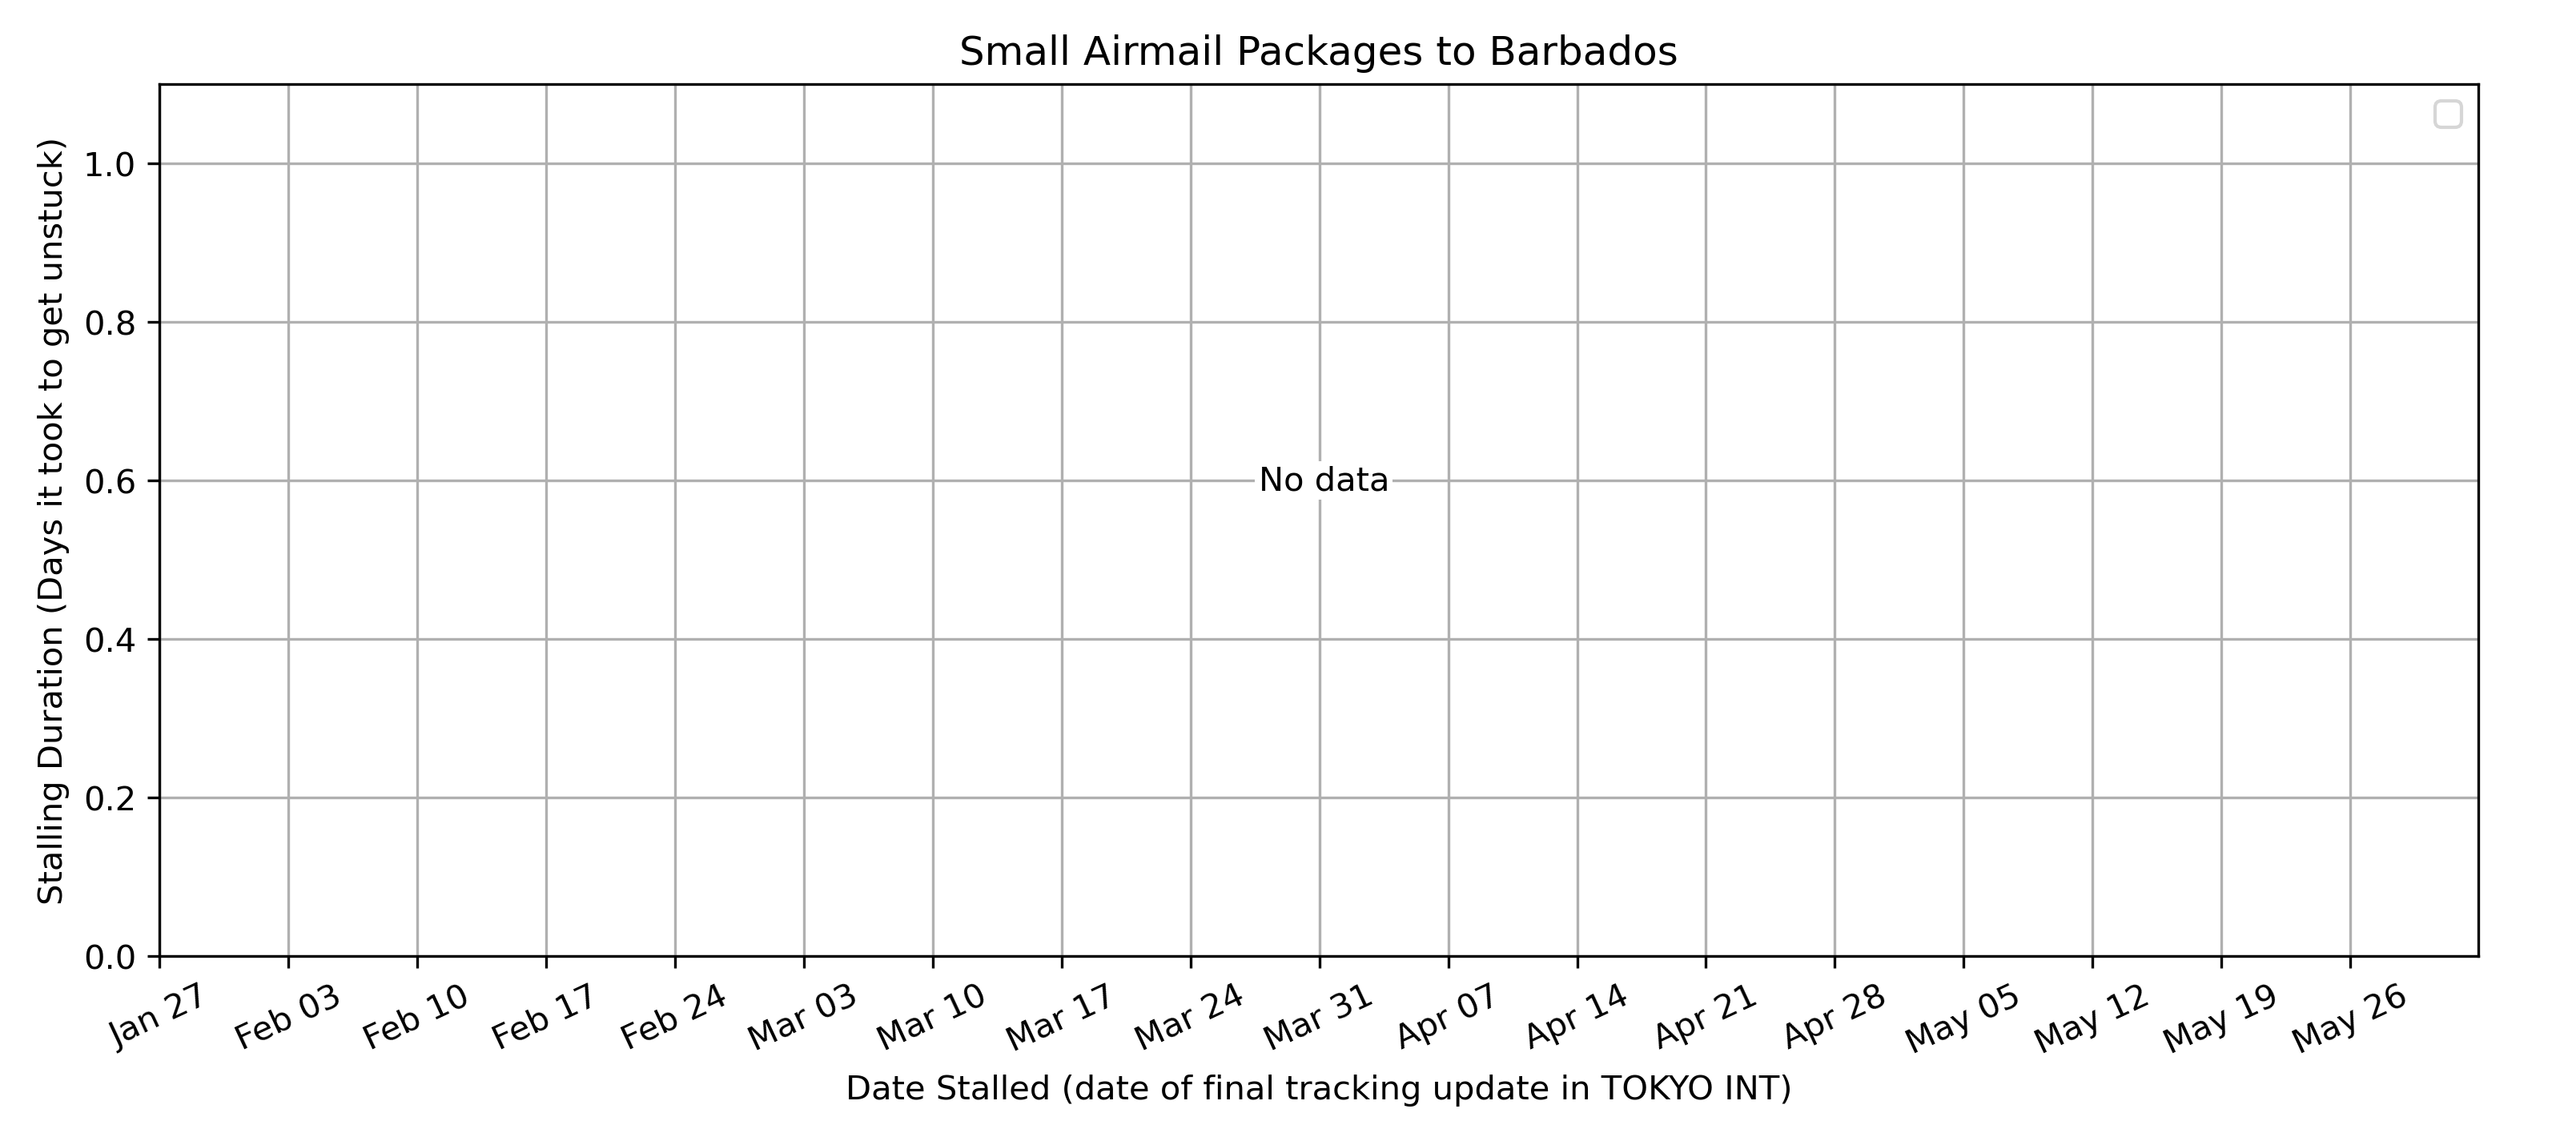 Small Airmail Packages to Barbados
Stalling Duration (Days it took to get unstuck)
1.0
0.8
0.6
0.4
0.2
0.0
No data
Jan 27
Feb 03
Feb 10
Feb 17
Feb 24
Mar 03
Mar 10
Mar 17
Mar 24
Mar 31
Apr 07
Apr 14
Apr 21
Apr 28
May 05
May 12
May 19
May 26
Date Stalled (date of final tracking update in TOKYO INT)